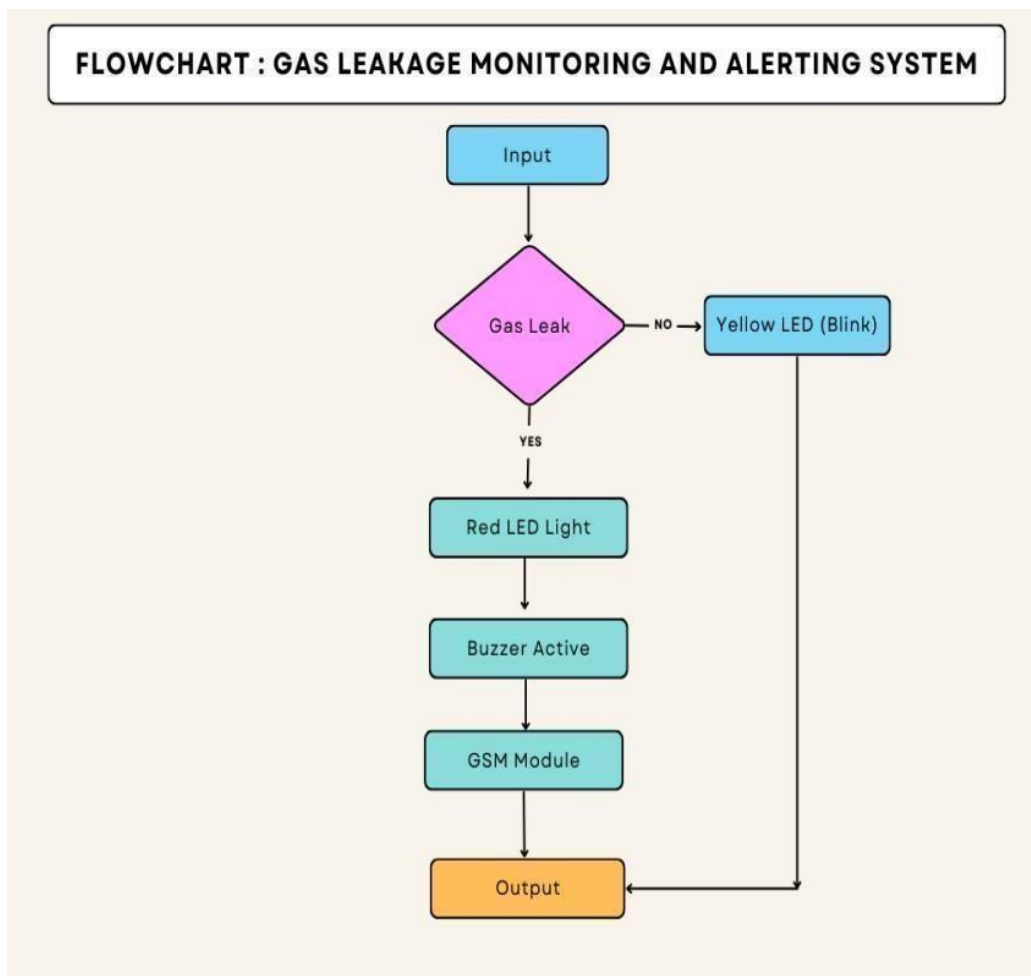 FLOWCHART : GAS LEAKAGE MONITORING AND ALERTING SYSTEM
Input
Gas Leak
NO
Yellow LED (Blink)
YES
Red LED Light
Buzzer Active
GSM Module
Output